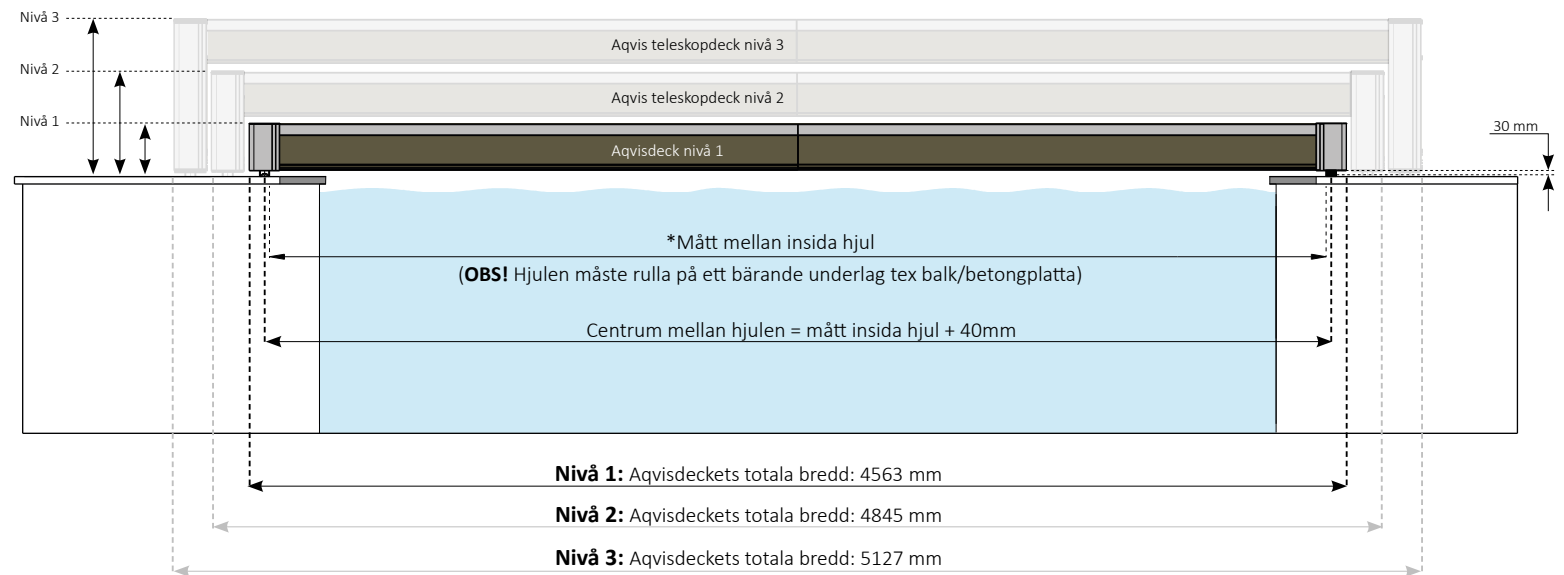 Nivå 3
Aqvis teleskopdeck nivå 3
Nivå 2
Aqvis teleskopdeck nivå 2
Nivå 1
Aqvisdeck nivå 1
30 mm
*Mått mellan insida hjul
(OBS! Hjulen måste rulla på ett bärande underlag tex balk/betongplatta)
Centrum mellan hjulen = mått insida hjul + 40mm
Nivå 1: Aqvisdeckets totala bredd: 4563 mm
Nivå 2: Aqvisdeckets totala bredd: 4845 mm
Nivå 3: Aqvisdeckets totala bredd: 5127 mm